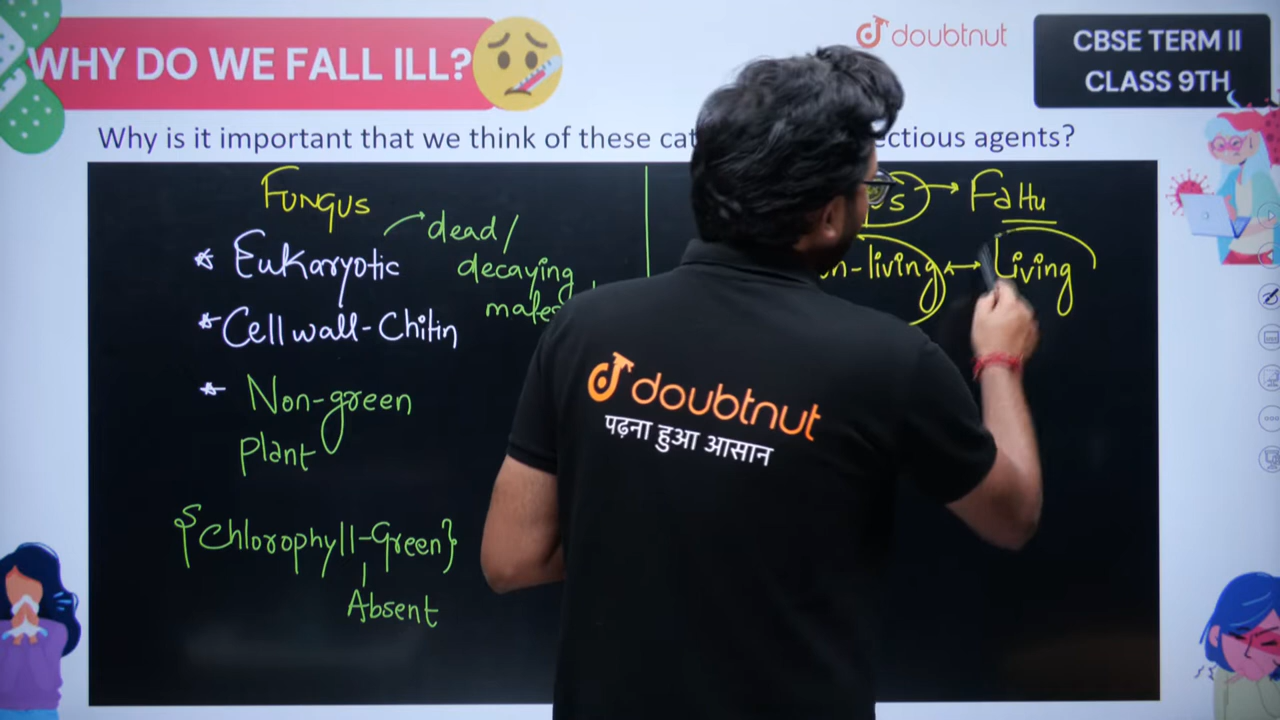 WHY DO WE FALL ILL?
doubtnut
CBSE TERM II
CLASS 9TH
Why is it important that we think of these cat ectious agents?
Fungus
* Eukaryotic
dead/
decaying
* Cell wall-Chitin
* Non-green
plant
{Chlorophyll-Green}
Absent
Faltu
n-living
Living
doubtnut
पढ़ना हुआ आसान